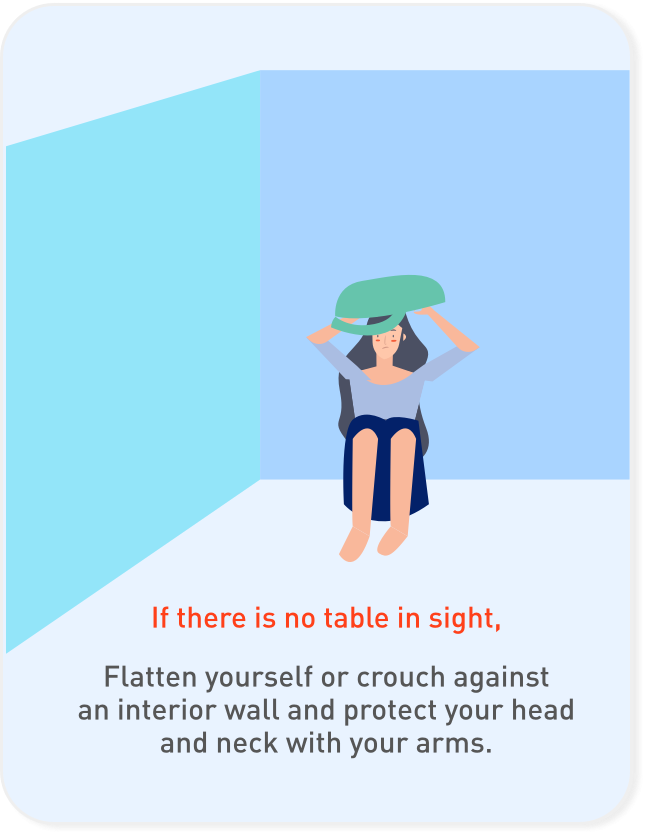 If there is no table in sight,
Flatten yourself or crouch against
an interior wall and protect your head
and neck with your arms.